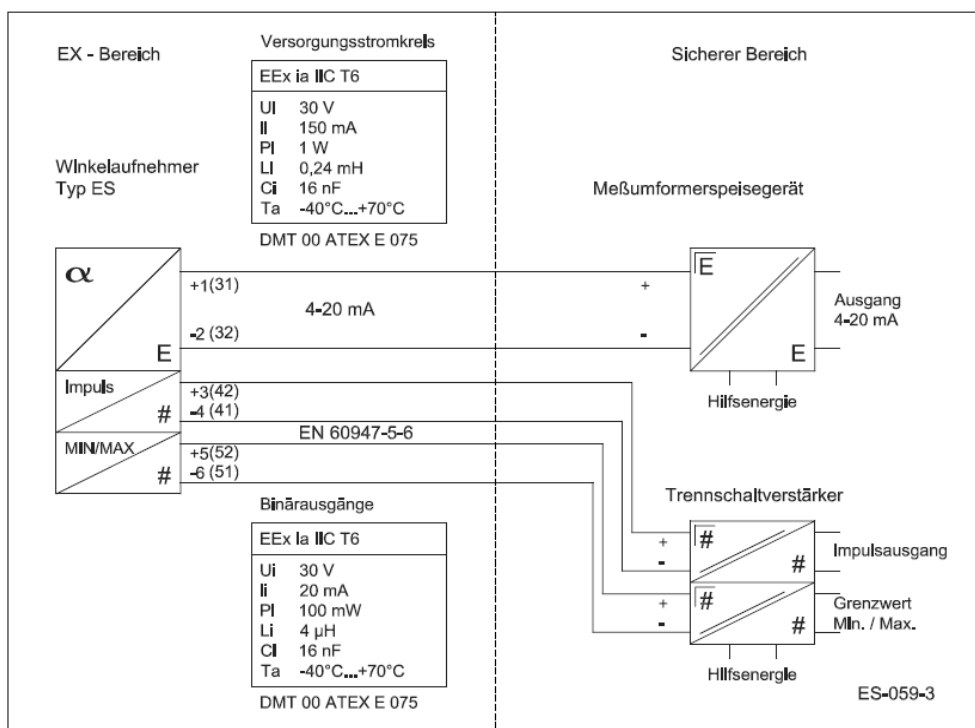 EX - Bereich
Versorgungsstromkreis
Sicherer Bereich
EEx ia IIC T6
Ui 30 V
Ii 150 mA
Pi 1 W
Li 0,24 mH
Ci 16 nF
Ta -40°C...+70°C
DMT 00 ATEX E 075
Winkelaufnehmer
Typ ES
Meßumformerspeisegerät
α
E
+1(31)
4-20 mA
-2 (32)
+
-
E
E
Ausgang
4-20 mA
Hilfsenergie
Impuls
#
+3(42)
-4 (41)
EN 60947-5-6
MIN/MAX
#
+5(52)
-6 (51)
Binärausgänge
EEx ia IIC T6
Ui 30 V
Ii 20 mA
Pi 100 mW
Li 4 µH
Ci 16 nF
Ta -40°C...+70°C
DMT 00 ATEX E 075
Trennschaltverstärker
+
-
#
#
Impulsausgang
+
-
#
#
Grenzwert
Min. / Max.
Hilfsenergie
ES-059-3